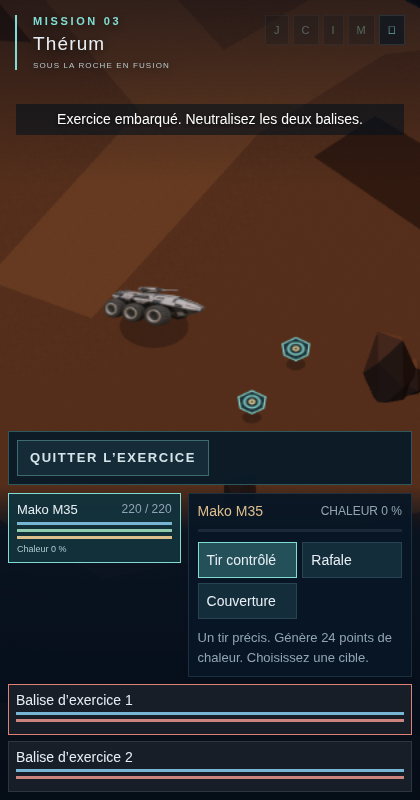 MISSION 03
Thérum
SOUS LA ROCHE EN FUSION
J C I M
Exercice embarqué. Neutralisez les deux balises.
QUITTER L’EXERCICE
Mako M35 220 / 220
Chaleur 0 %
Mako M35 CHALEUR 0 %
Tir contrôlé Rafale
Couverture
Un tir précis. Génère 24 points de
chaleur. Choisissez une cible.
Balise d’exercice 1
Balise d’exercice 2